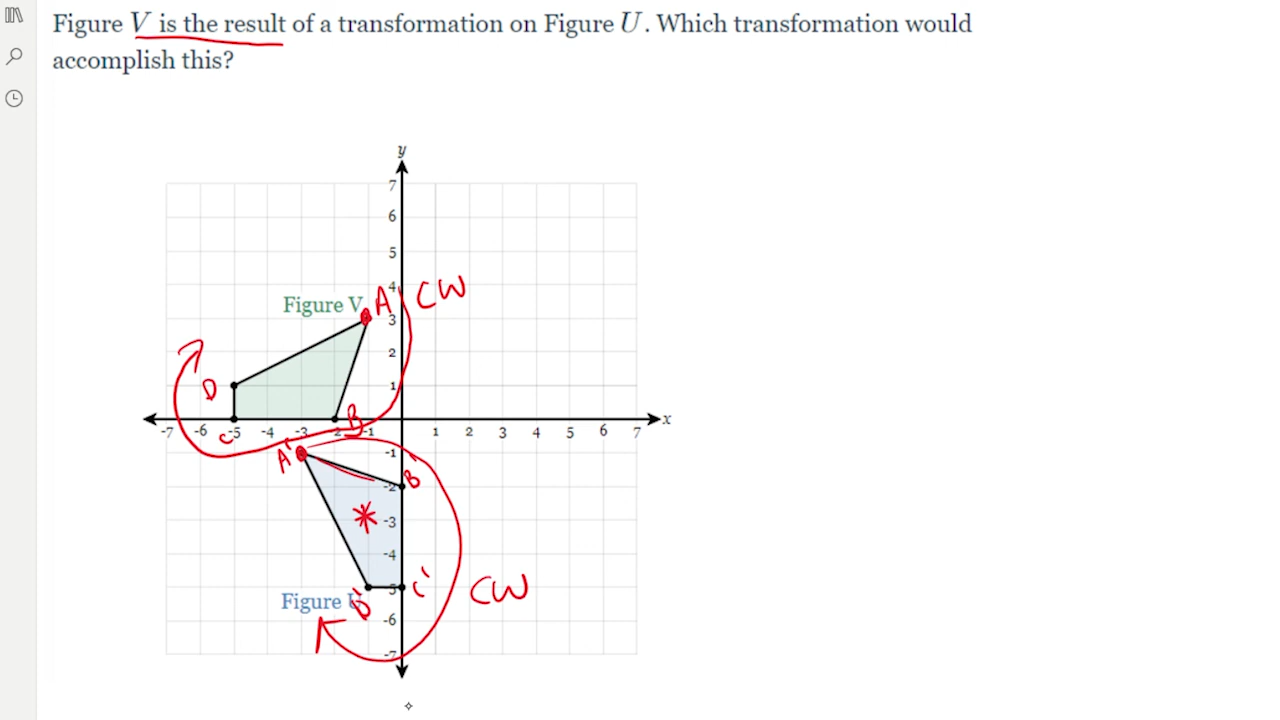 Figure V is the result of a transformation on Figure U. Which transformation would
accomplish this?
y
7
6
5
4
Figure V A CW
3
2
D 1
-7 -6 -5 -4 -3 -2 -1 1 2 3 4 5 6 7 x
C B
A' -1
-2 B'
-3
-4
-5 C' CW
Figure U D'
-6
-7